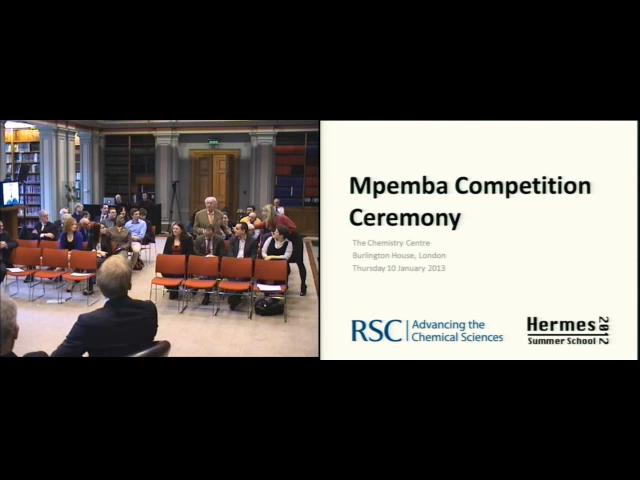 Mpemba Competition
Ceremony
The Chemistry Centre
Burlington House, London
Thursday 10 January 2013
RSC
Advancing the
Chemical Sciences
Hermes 2012
Summer School